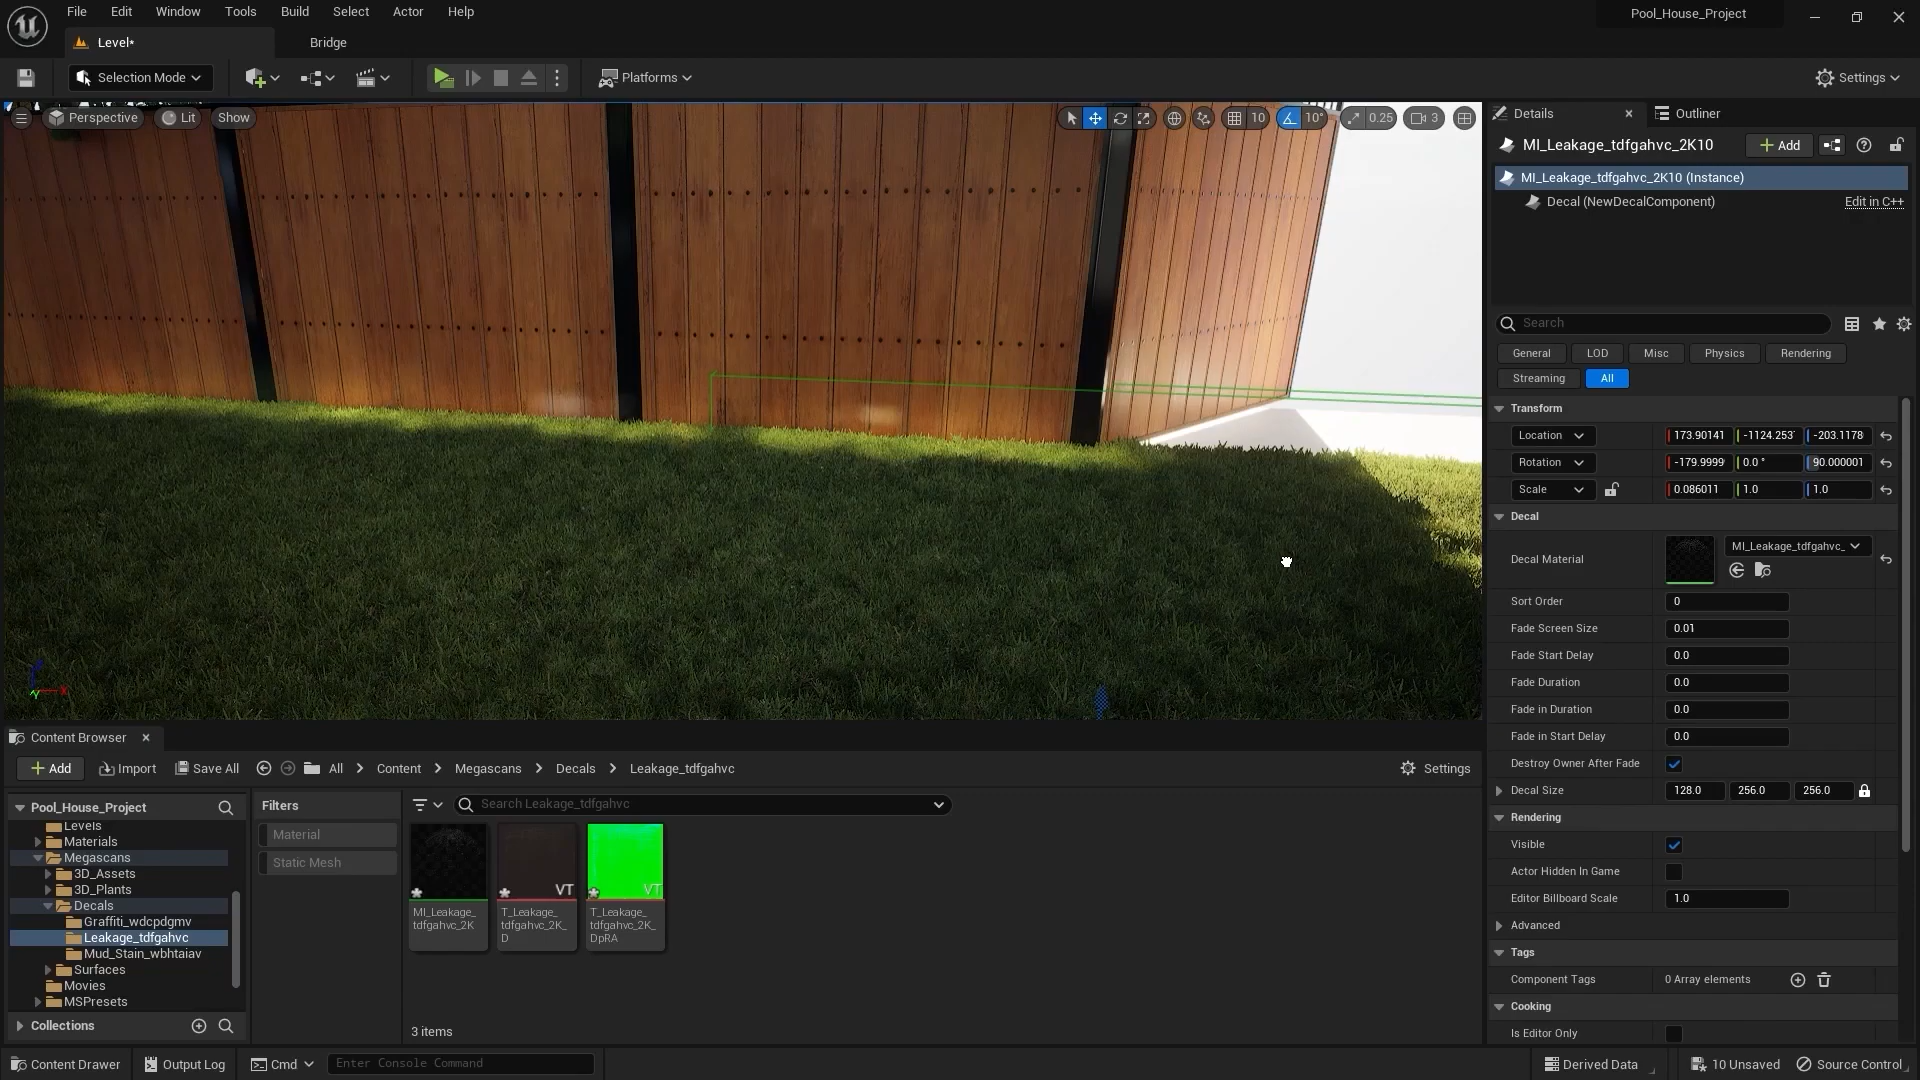 File Edit Window Tools Build Select Actor Help
Pool_House_Project
Level*
Bridge
Selection Mode
Platforms
Settings
Perspective
Lit
Show
10
10°
0.25
3
Details
Outliner
MI_Leakage_tdfgahvc_2K10
Add
MI_Leakage_tdfgahvc_2K10 (Instance)
Decal (NewDecalComponent)
Edit in C++
Search
General
LOD
Misc
Physics
Rendering
Streaming
All
Transform
Location
173.90141
-1124.253
-203.1178
Rotation
-179.9999
0.0 °
90.000001
Scale
0.086011
1.0
1.0
Decal
Decal Material
MI_Leakage_tdfgahvc_
Sort Order
0
Fade Screen Size
0.01
Fade Start Delay
0.0
Fade Duration
0.0
Fade in Duration
0.0
Fade in Start Delay
0.0
Destroy Owner After Fade
Decal Size
128.0
256.0
256.0
Rendering
Visible
Actor Hidden In Game
Editor Billboard Scale
1.0
Advanced
Tags
Component Tags
0 Array elements
Cooking
Is Editor Only
Content Browser
Add
Import
Save All
All
Content
Megascans
Decals
Leakage_tdfgahvc
Settings
Pool_House_Project
Levels
Materials
Megascans
3D_Assets
3D_Plants
Decals
Graffiti_wdcpdgmv
Leakage_tdfgahvc
Mud_Stain_wbhtaiav
Surfaces
Movies
MSPresets
Collections
Filters
Material
Static Mesh
Search Leakage_tdfgahvc
MI_Leakage_
tdfgahvc_2K
VT
T_Leakage_
tdfgahvc_2K_
D
VT
T_Leakage_
tdfgahvc_2K_
DpRA
3 items
Content Drawer
Output Log
Cmd
Enter Console Command
Derived Data
10 Unsaved
Source Control